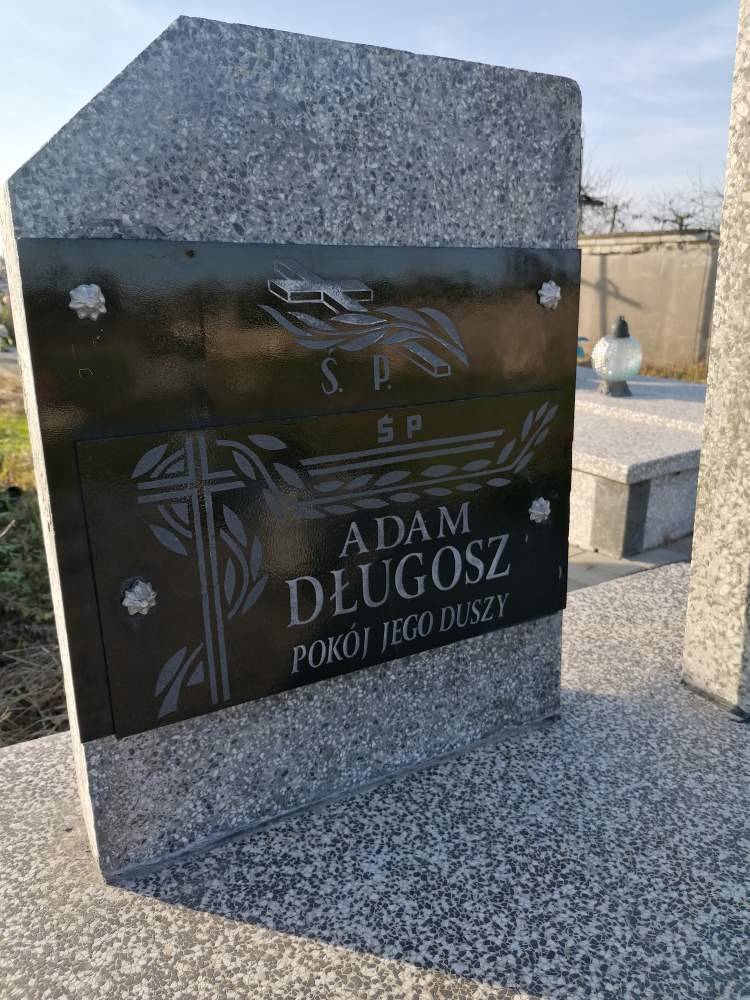 Ś. P.
ŚP
ADAM
DŁUGOSZ
POKÓJ JEGO DUSZY